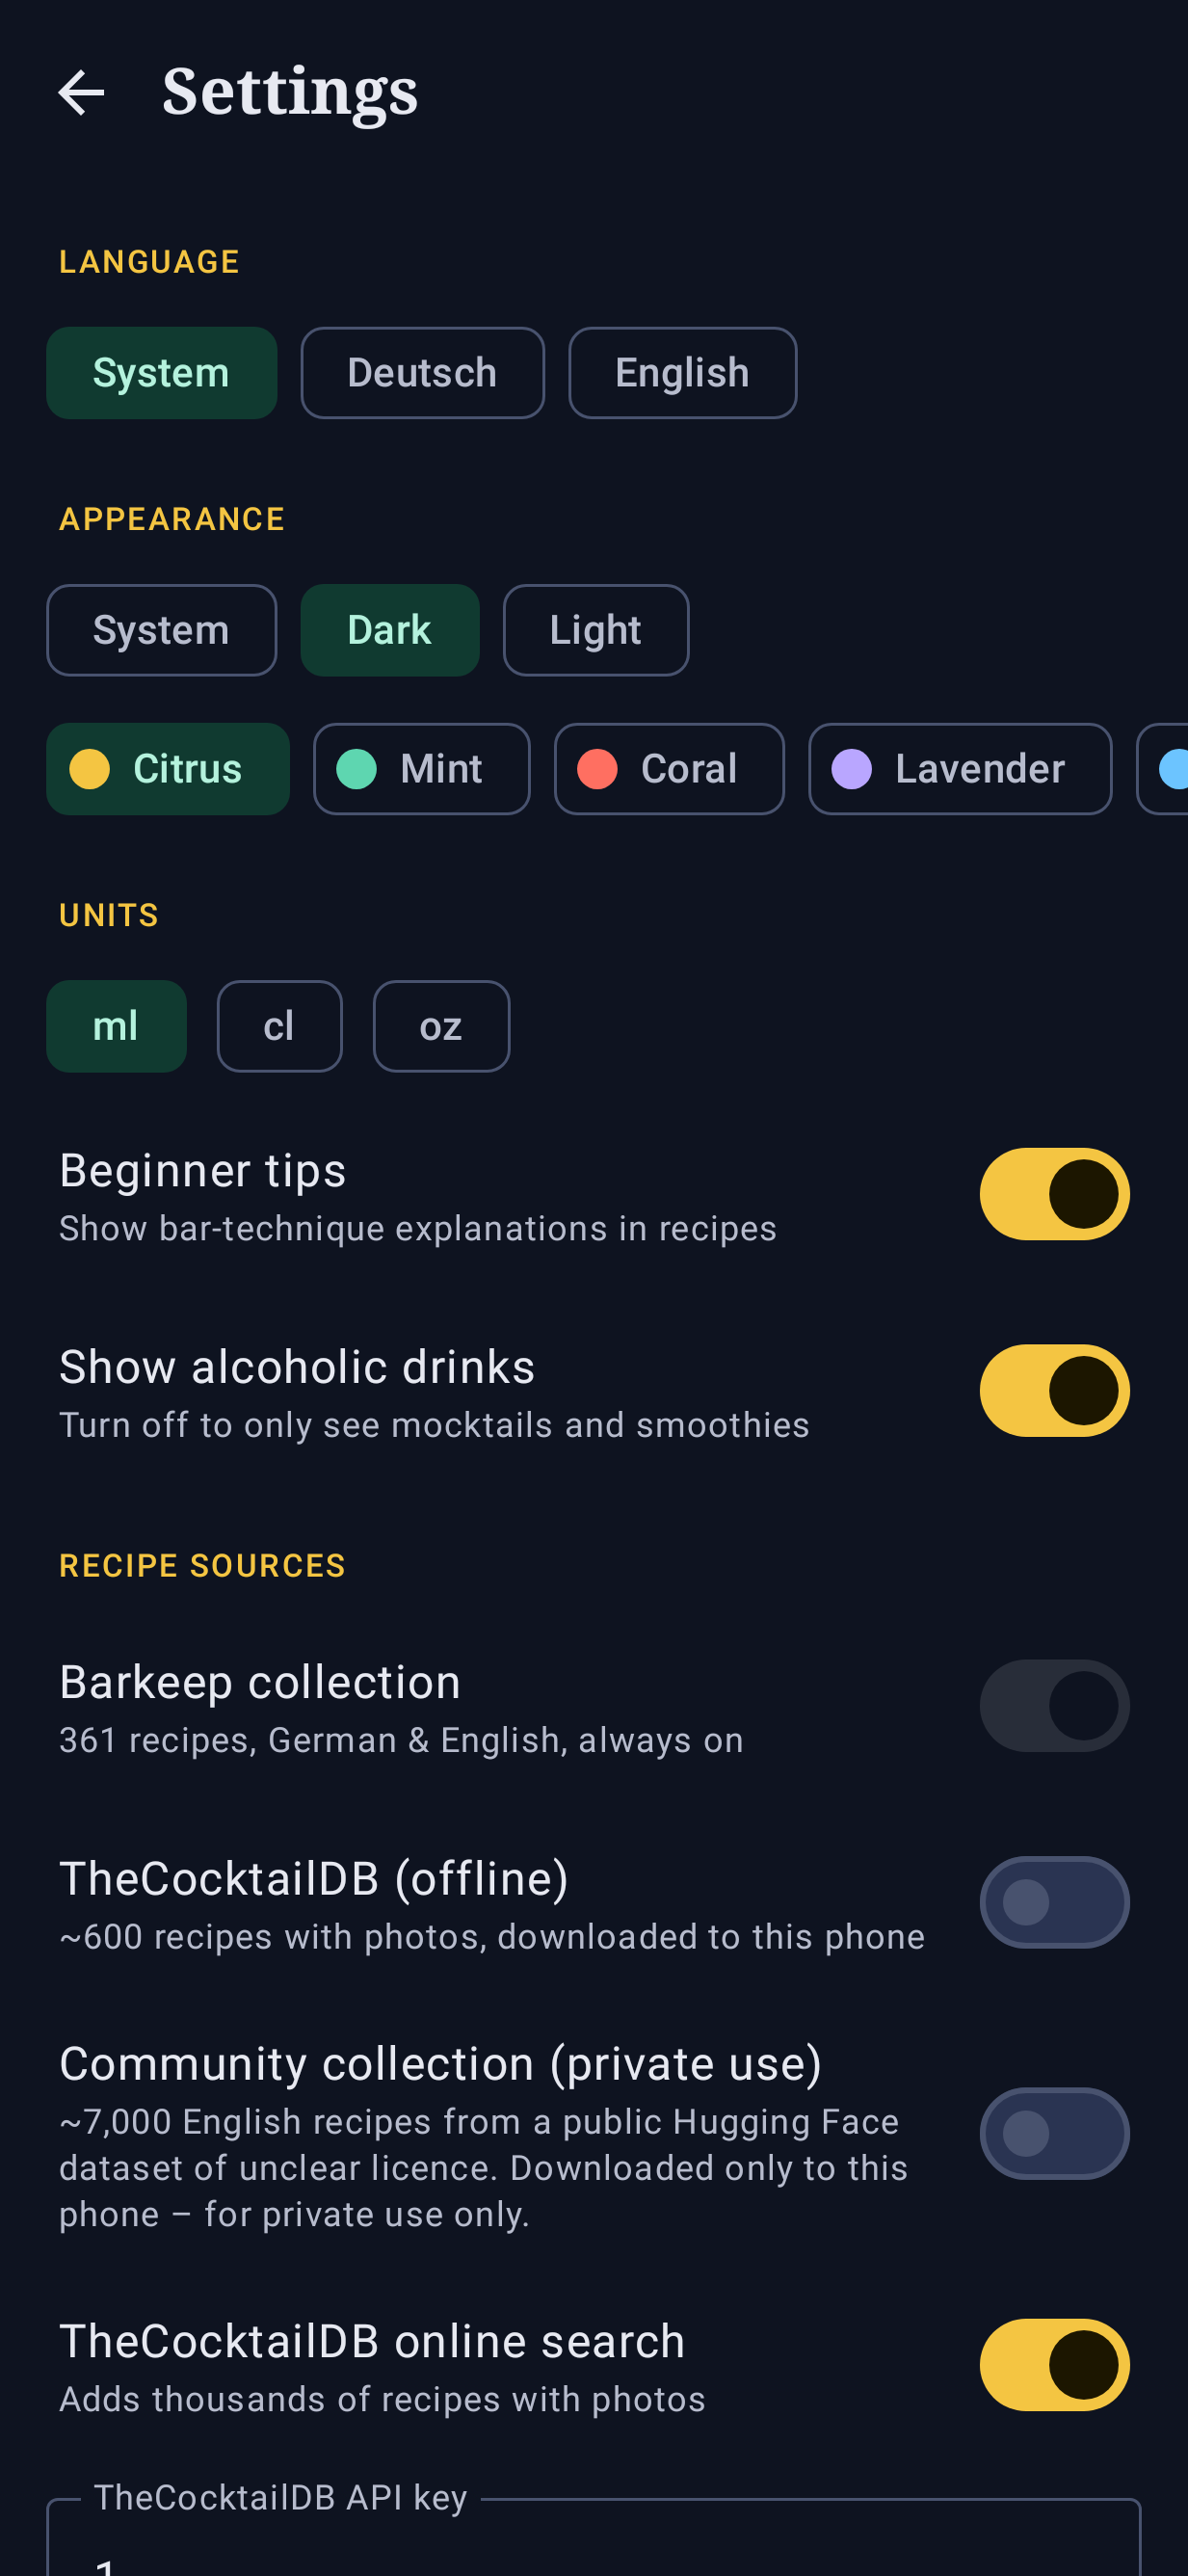 Settings
LANGUAGE
System Deutsch English
APPEARANCE
System Dark Light
Citrus Mint Coral Lavender
UNITS
ml cl oz
Beginner tips
Show bar-technique explanations in recipes
Show alcoholic drinks
Turn off to only see mocktails and smoothies
RECIPE SOURCES
Barkeep collection
361 recipes, German & English, always on
TheCocktailDB (offline)
~600 recipes with photos, downloaded to this phone
Community collection (private use)
~7,000 English recipes from a public Hugging Face
dataset of unclear licence. Downloaded only to this
phone – for private use only.
TheCocktailDB online search
Adds thousands of recipes with photos
TheCocktailDB API key
1